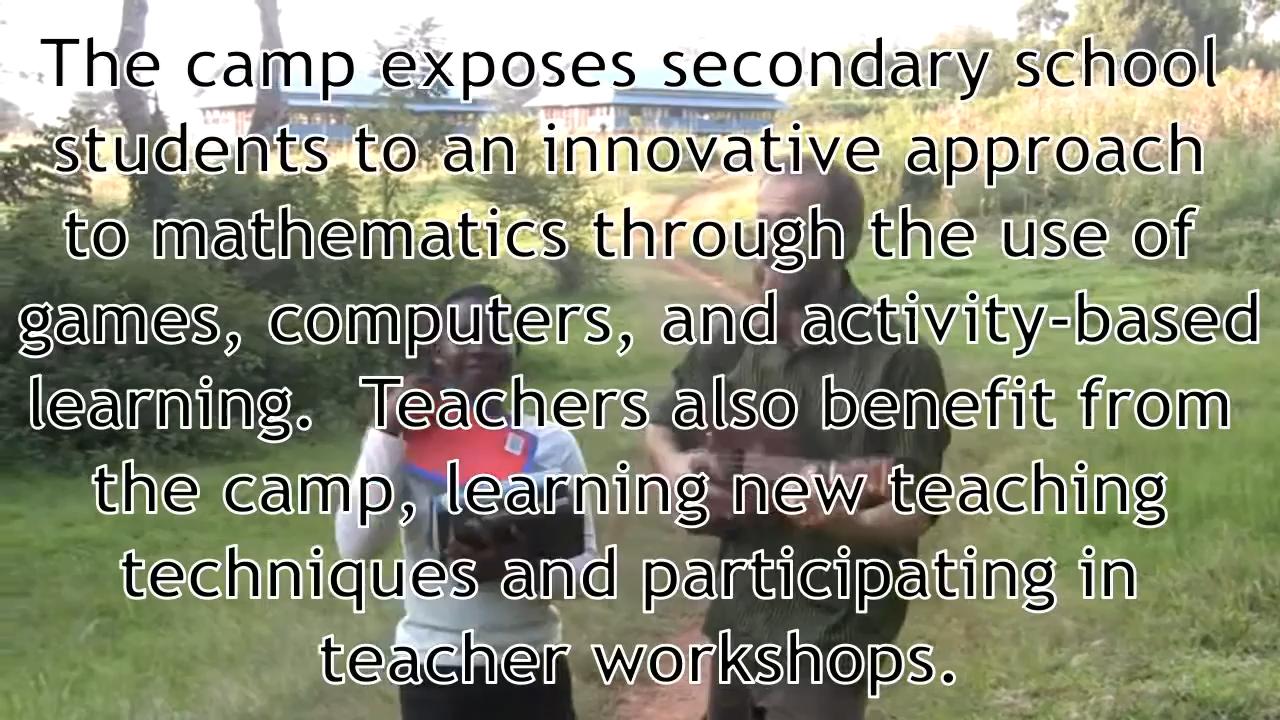 The camp exposes secondary school
students to an innovative approach
to mathematics through the use of
games, computers, and activity-based
learning.  Teachers also benefit from
the camp, learning new teaching
techniques and participating in
teacher workshops.